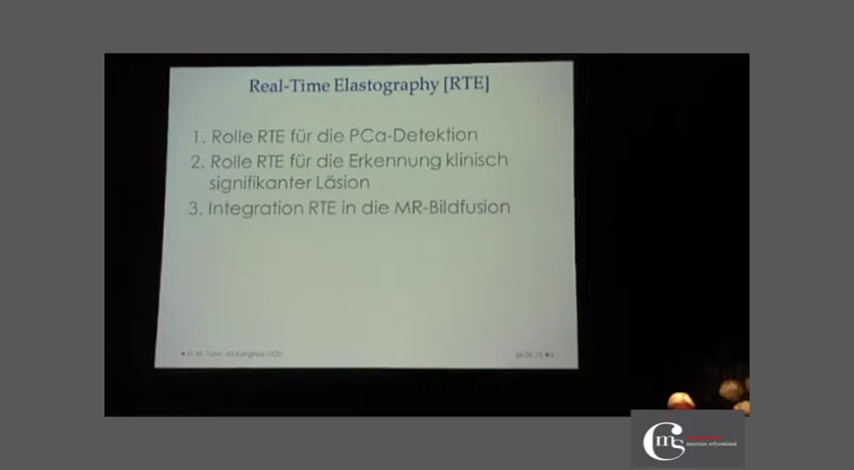 Real-Time Elastography [RTE]
1. Rolle RTE für die PCa-Detektion
2. Rolle RTE für die Erkennung klinisch
signifikanter Läsion
3. Integration RTE in die MR-Bildfusion